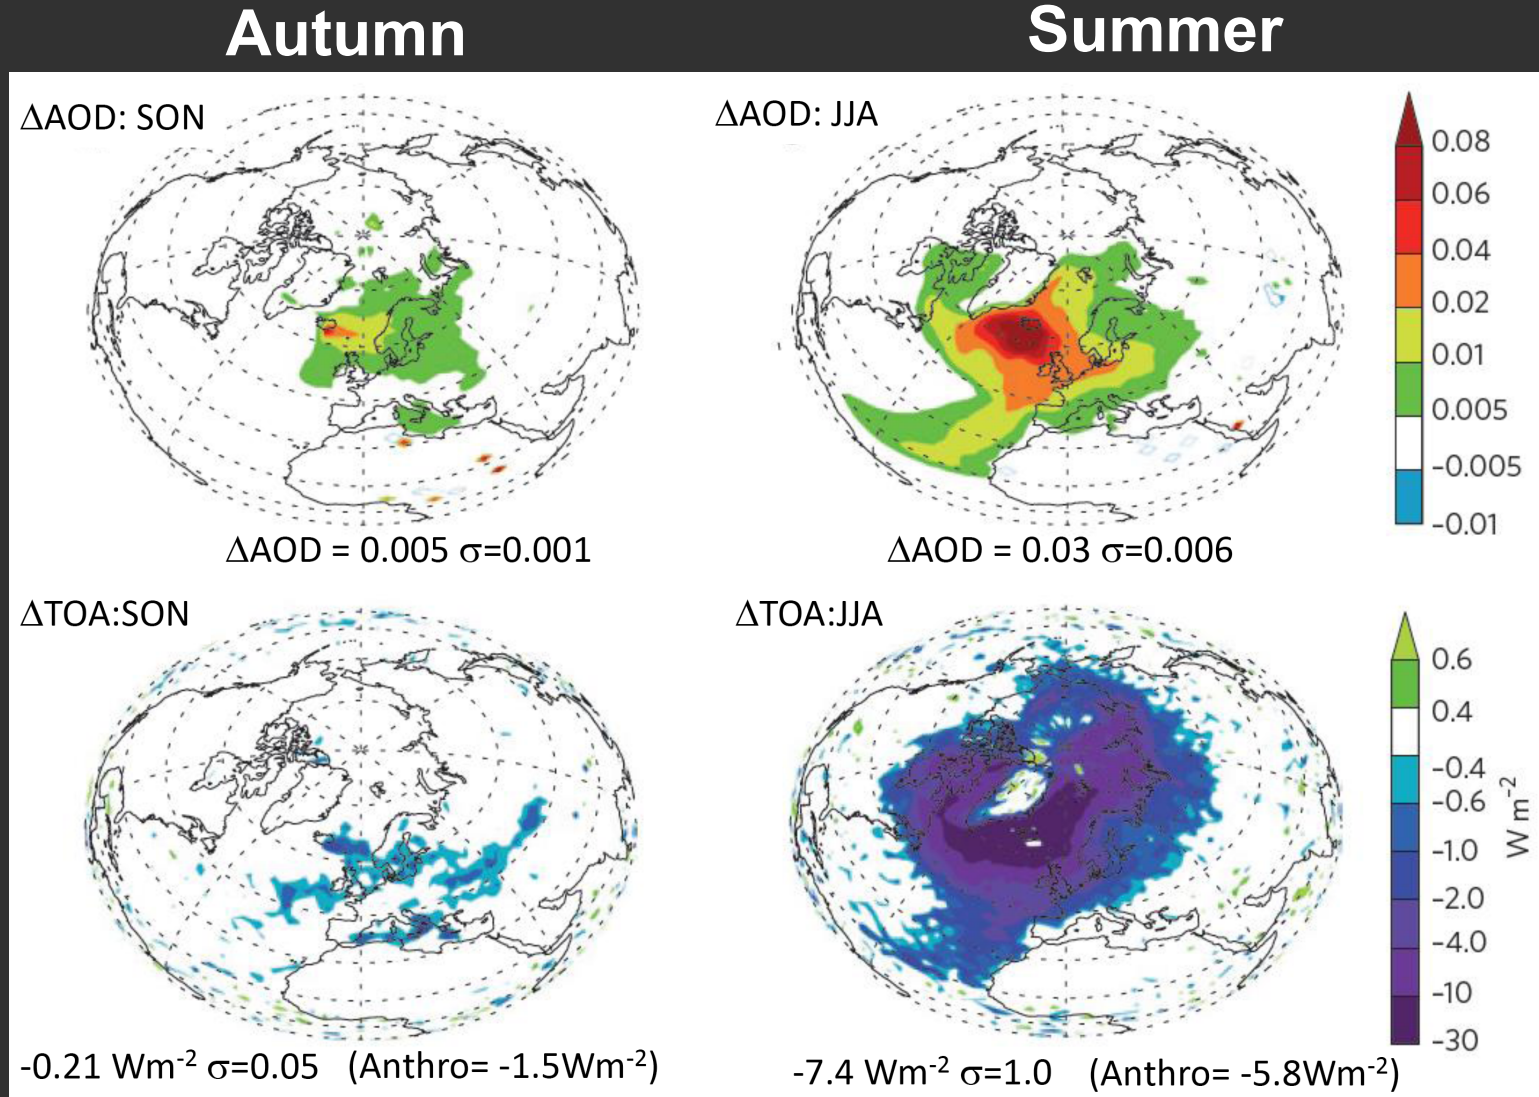 Autumn
Summer
ΔAOD: SON
ΔAOD: JJA
0.08
0.06
0.04
0.02
0.01
0.005
-0.005
-0.01
ΔAOD = 0.005 σ=0.001
ΔAOD = 0.03 σ=0.006
ΔTOA:SON
ΔTOA:JJA
0.6
0.4
-0.4
-0.6
-1.0
-2.0
-4.0
-10
-30
W m⁻²
-0.21 Wm⁻² σ=0.05 (Anthro= -1.5Wm⁻²)
-7.4 Wm⁻² σ=1.0 (Anthro= -5.8Wm⁻²)